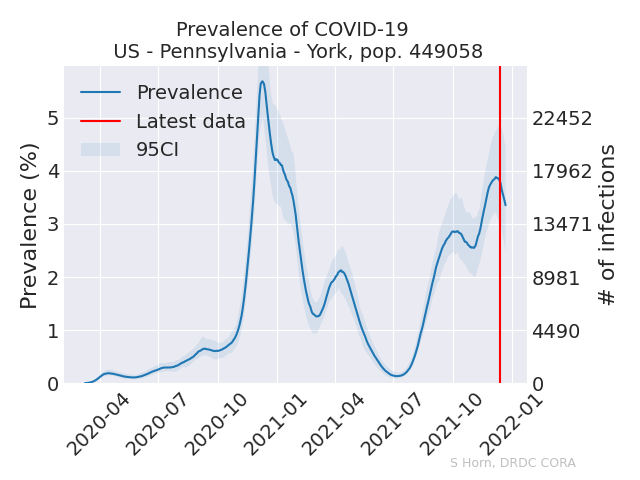 Prevalence of COVID-19
US - Pennsylvania - York, pop. 449058
Prevalence
Latest data
95CI
Prevalence (%)
5
4
3
2
1
0
22452
17962
13471
8981
4490
0
# of infections
2020-04
2020-07
2020-10
2021-01
2021-04
2021-07
2021-10
2022-01
S Horn, DRDC CORA